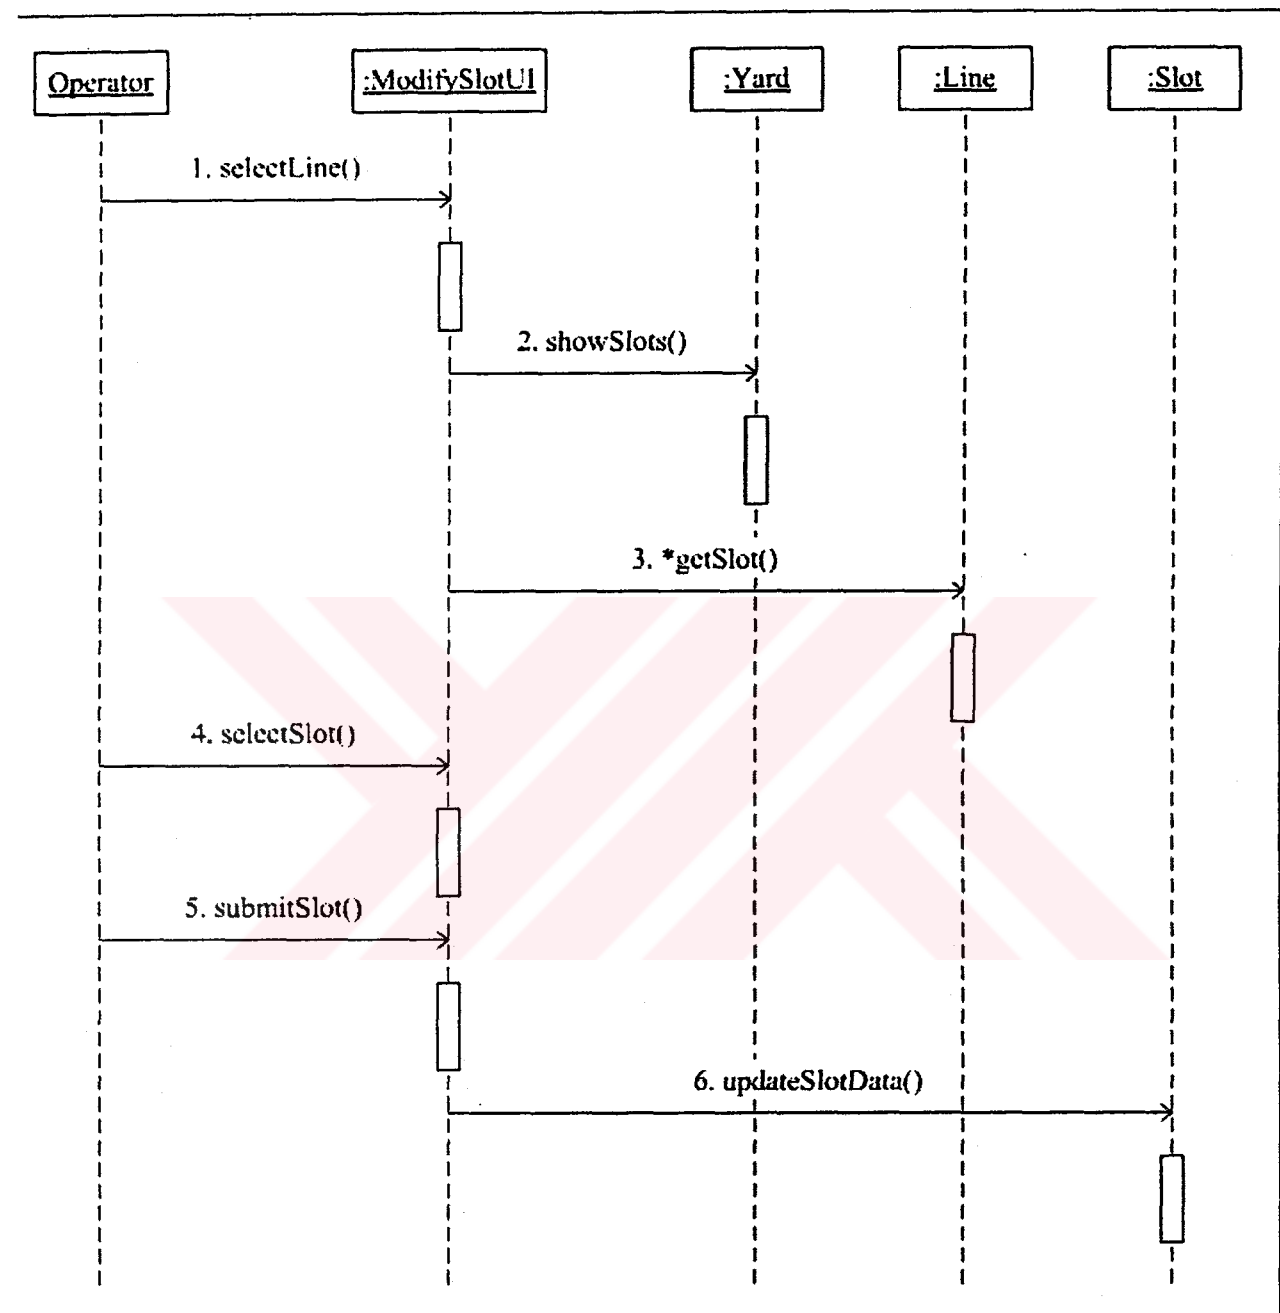 Operator
:ModifySlotUI
:Yard
:Line
:Slot
1. selectLine()
2. showSlots()
3. *getSlot()
4. selectSlot()
5. submitSlot()
6. updateSlotData()